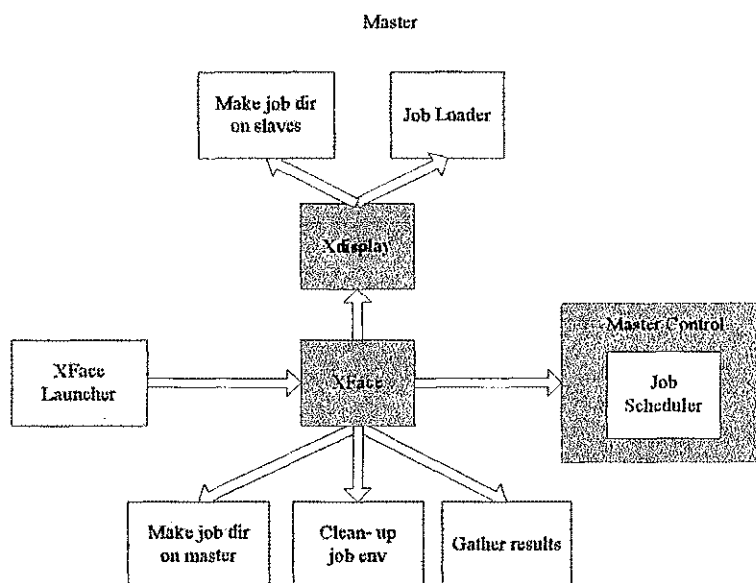 Master
Make job dir
on slaves
Job Loader
Xdisplay
Master Control
XFace
Launcher
XFace
Job
Scheduler
Make job dir
on master
Clean- up
job env
Gather results